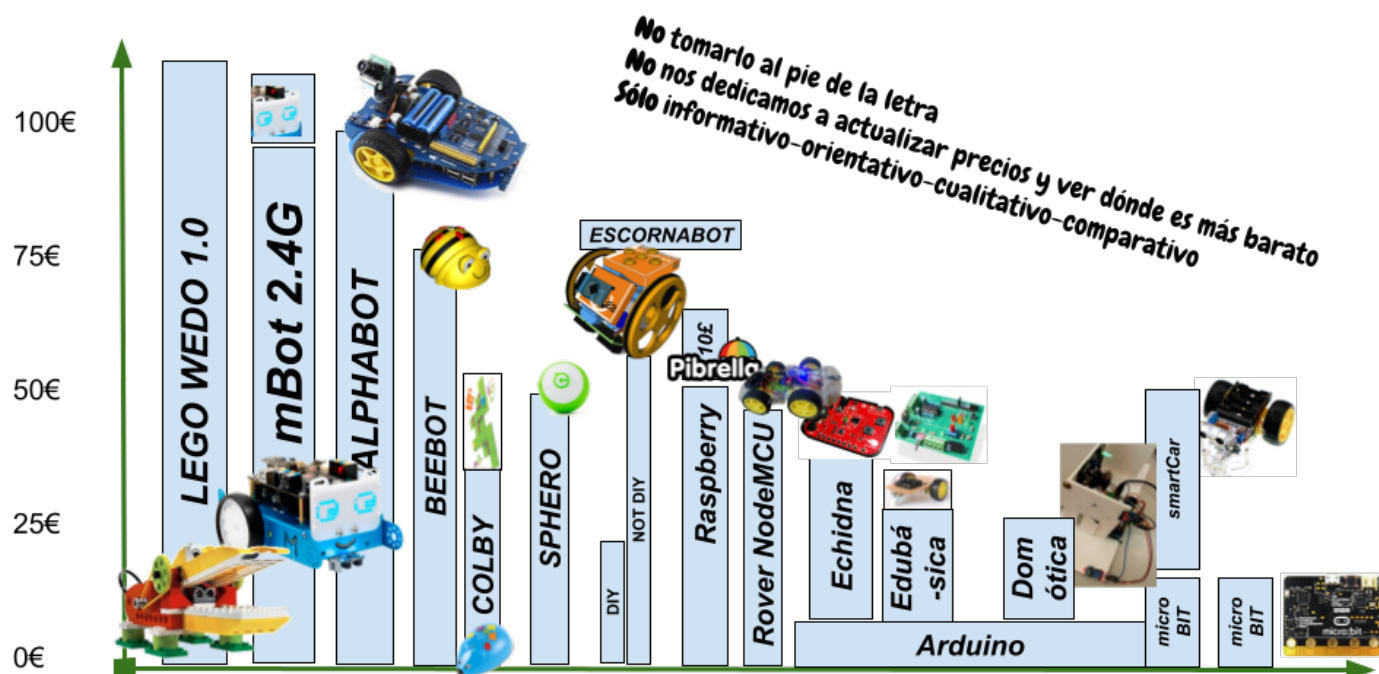 No tomarlo al pie de la letra
No nos dedicamos a actualizar precios y ver dónde es más barato
Sólo informativo-orientativo-cualitativo-comparativo
100€
75€
50€
25€
0€
LEGO WEDO 1.0
mBot 2.4G
ALPHABOT
BEEBOT
COLBY
SPHERO
ESCORNABOT
DIY
NOT DIY
10£
Pibrella
Raspberry
Rover NodeMCU
Echidna
Edubá
-sica
Dom
ótica
Arduino
smartCar
micro
BIT
micro
BIT
micro:bit